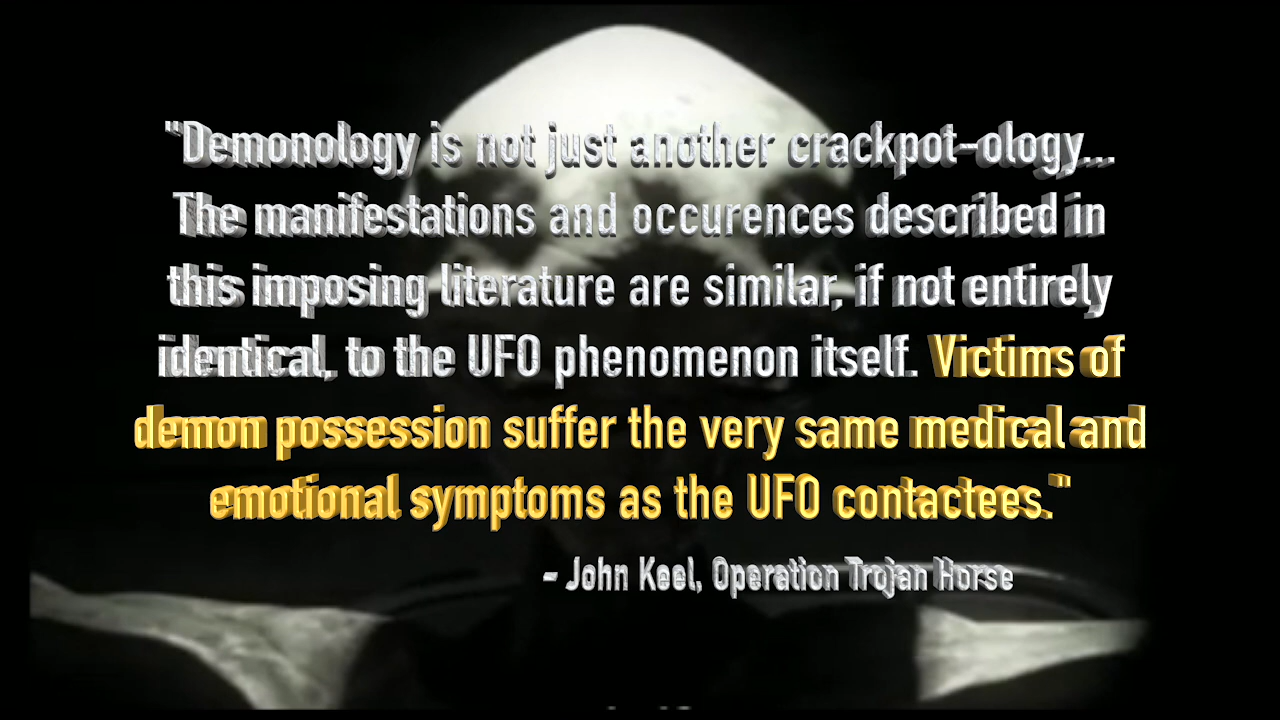 "Demonology is not just another crackpot-ology...
The manifestations and occurences described in
this imposing literature are similar, if not entirely
identical, to the UFO phenomenon itself. Victims of
demon possession suffer the very same medical and
emotional symptoms as the UFO contactees."
- John Keel, Operation Trojan Horse